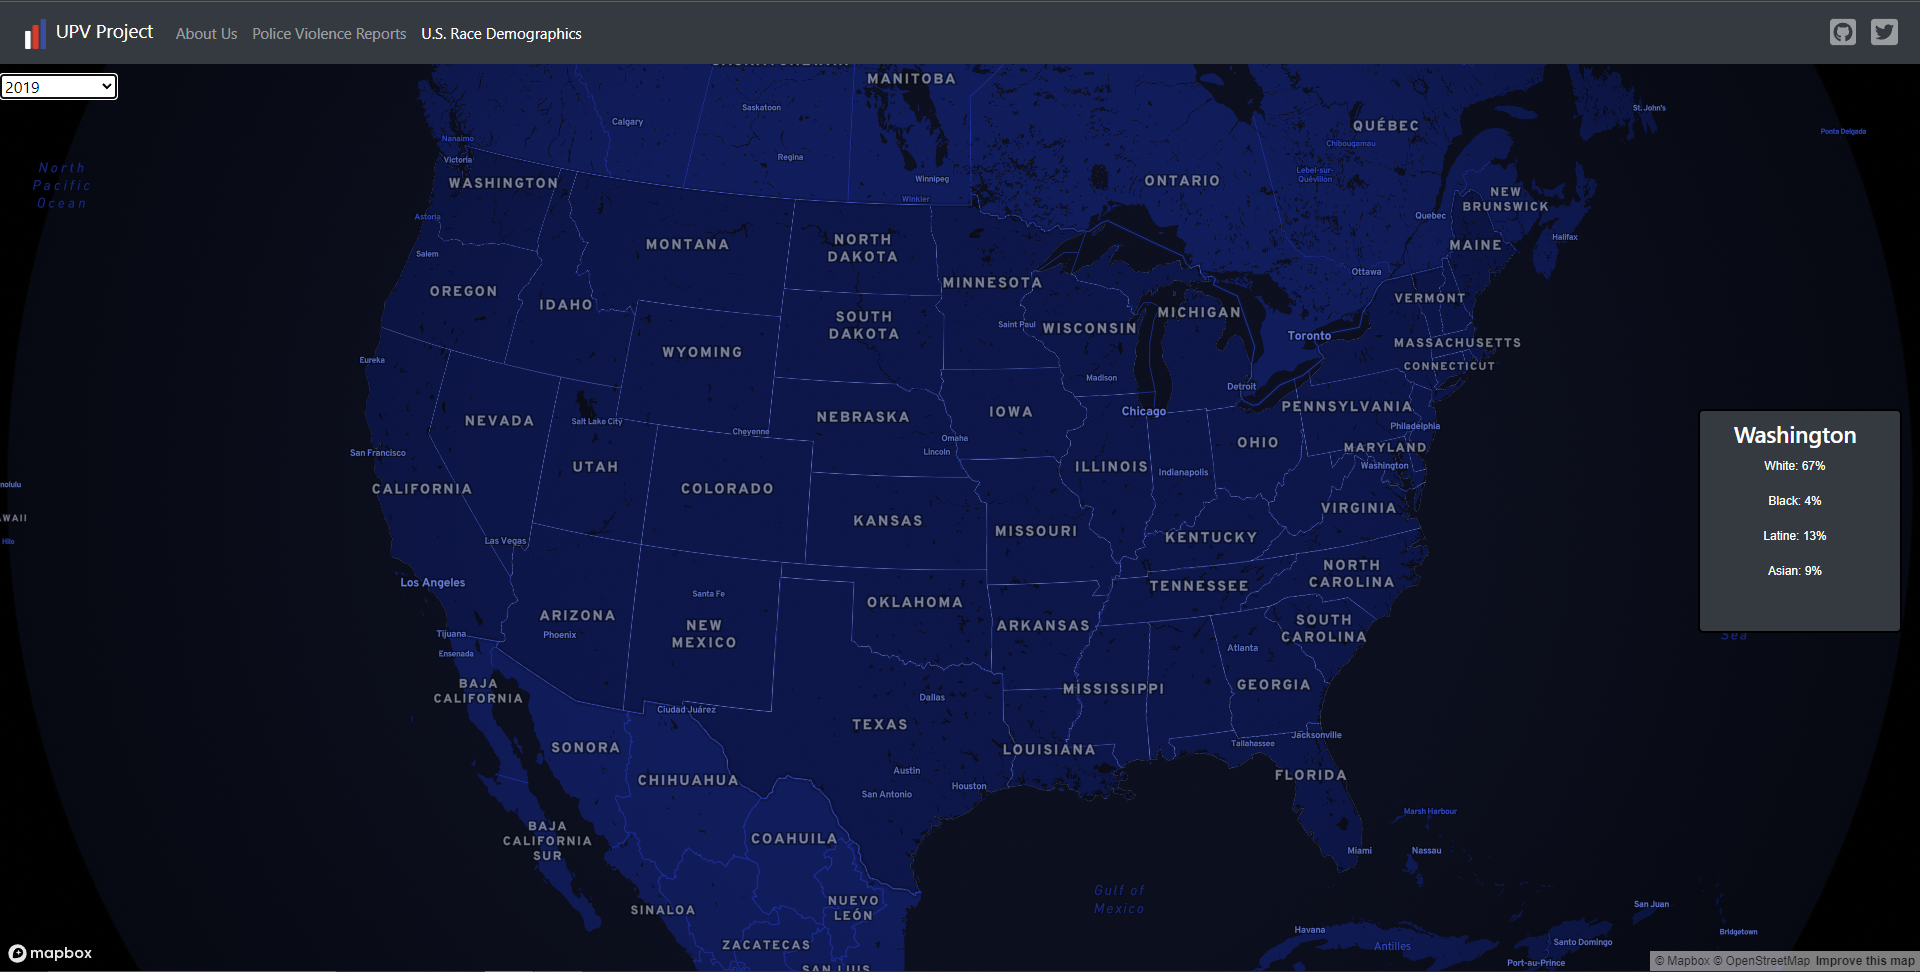 UPV Project
About Us
Police Violence Reports
U.S. Race Demographics
2019
MANITOBA
Saskatoon
Calgary
Regina
Winnipeg
Winkler
QUÉBEC
Chibougamau
Lebel-sur-
Quévillon
ONTARIO
St. John's
Ponta Delgada
North
Pacific
Ocean
Nanaimo
Victoria
WASHINGTON
Astoria
Salem
MONTANA
NORTH
DAKOTA
MINNESOTA
NEW
BRUNSWICK
Quebec
MAINE
Halifax
Ottawa
OREGON
IDAHO
SOUTH
DAKOTA
Saint Paul
WISCONSIN
MICHIGAN
VERMONT
Toronto
MASSACHUSETTS
CONNECTICUT
Eureka
WYOMING
Madison
Detroit
NEVADA
Salt Lake City
Cheyenne
NEBRASKA
IOWA
Chicago
PENNSYLVANIA
Philadelphia
Omaha
Lincoln
OHIO
MARYLAND
Washington
San Francisco
UTAH
ILLINOIS
Indianapolis
CALIFORNIA
COLORADO
nolulu
WAII
Hilo
KANSAS
MISSOURI
VIRGINIA
KENTUCKY
Las Vegas
Los Angeles
NORTH
CAROLINA
TENNESSEE
Santa Fe
OKLAHOMA
ARIZONA
Phoenix
NEW
MEXICO
ARKANSAS
SOUTH
CAROLINA
Tijuana
Ensenada
Atlanta
BAJA
CALIFORNIA
MISSISSIPPI
GEORGIA
Dallas
Ciudad Juárez
TEXAS
SONORA
LOUISIANA
Tallahassee
Jacksonville
CHIHUAHUA
Austin
San Antonio
Houston
FLORIDA
Marsh Harbour
BAJA
CALIFORNIA
SUR
COAHUILA
Miami
Nassau
Gulf of
Mexico
SINALOA
NUEVO
LEÓN
San Juan
Havana
Antilles
Santo Domingo
Bridgetown
ZACATECAS
Port-au-Prince
SAN LUIS
Sea
Washington
White: 67%
Black: 4%
Latine: 13%
Asian: 9%
mapbox
© Mapbox © OpenStreetMap Improve this map